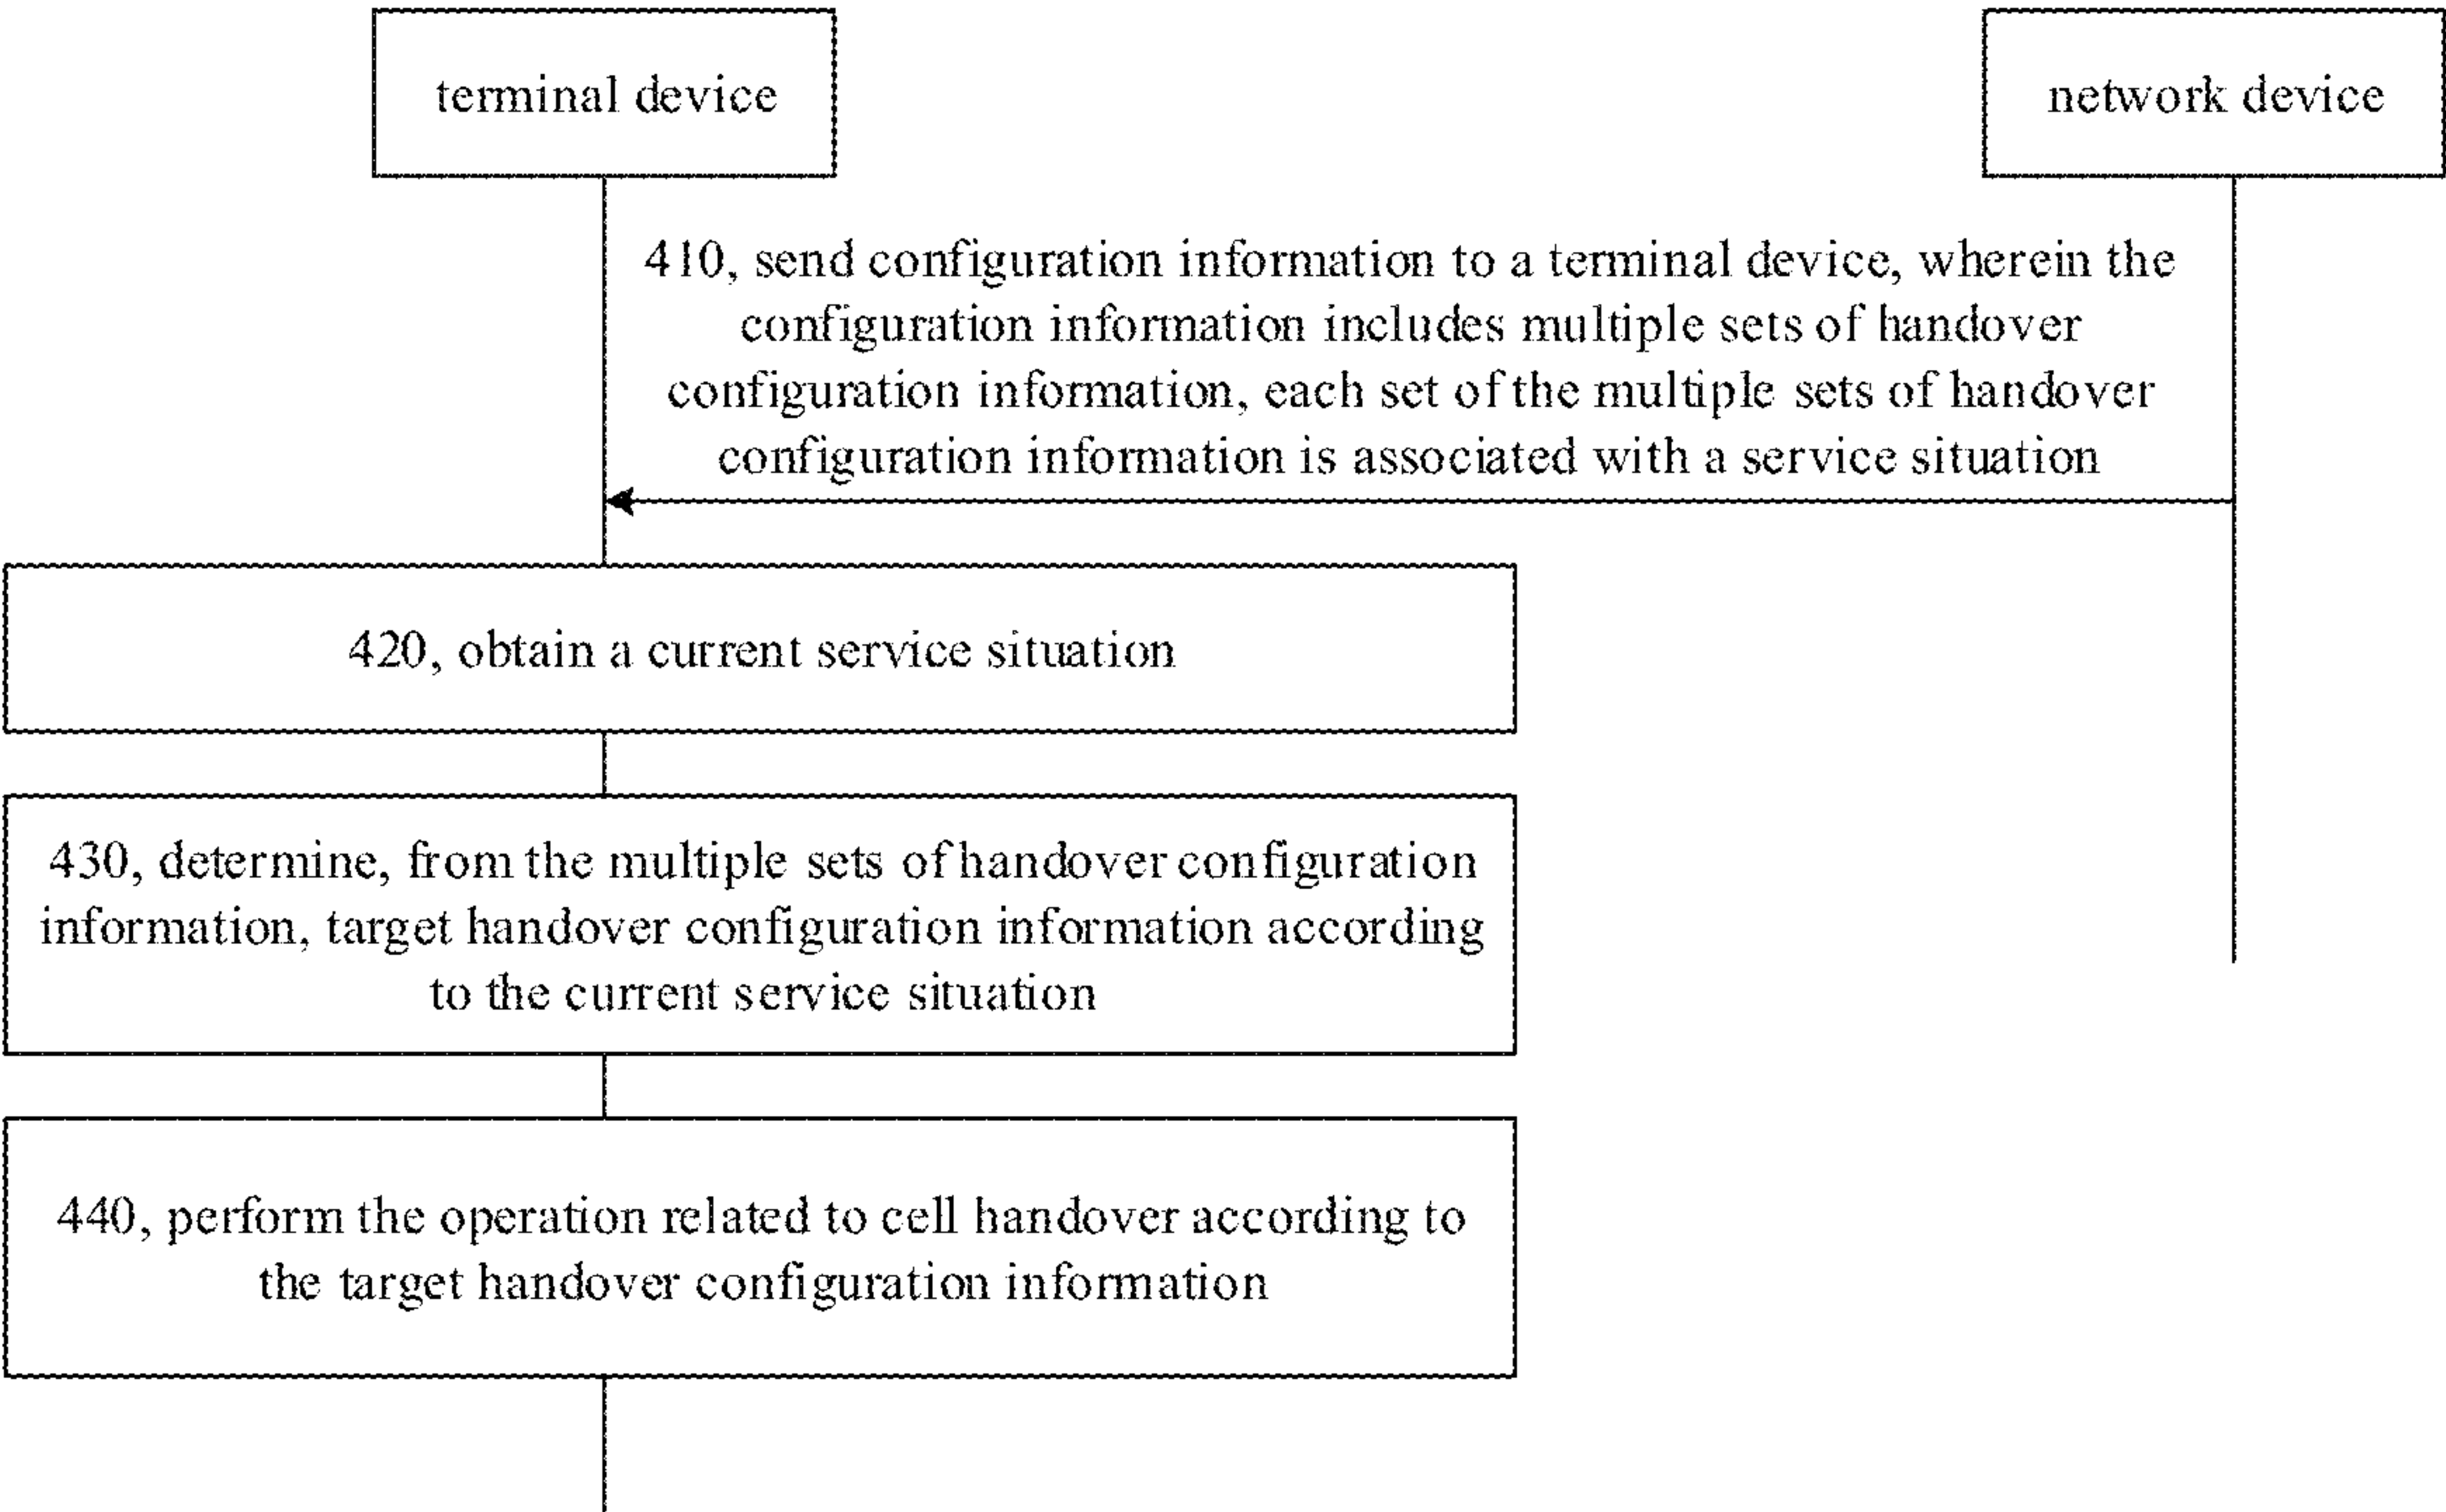 terminal device
network device
410, send configuration information to a terminal device, wherein the
configuration information includes multiple sets of handover
configuration information, each set of the multiple sets of handover
configuration information is associated with a service situation
420, obtain a current service situation
430, determine, from the multiple sets of handover configuration
information, target handover configuration information according
to the current service situation
440, perform the operation related to cell handover according to
the target handover configuration information